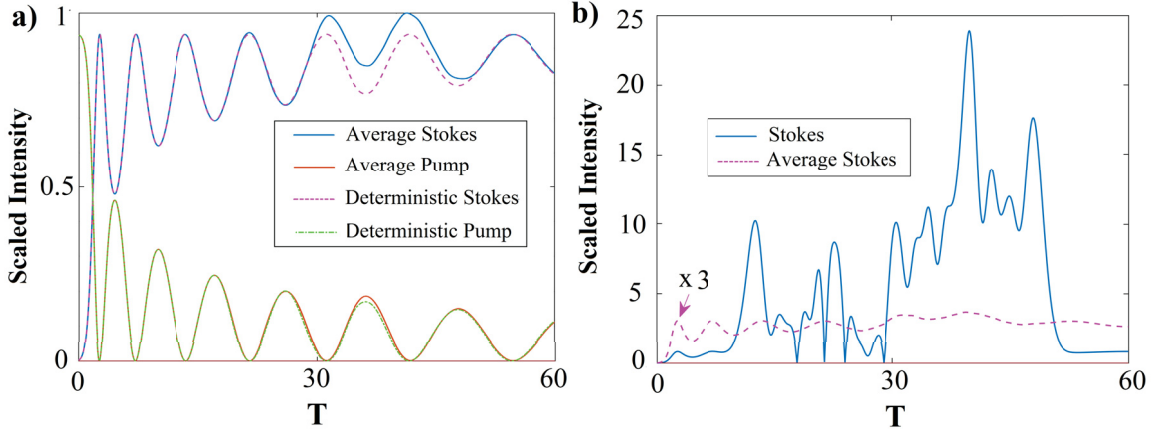 a)
1
0.5
0
0
30
60
T
Scaled Intensity
Average Stokes
Average Pump
Deterministic Stokes
Deterministic Pump
b)
25
20
15
10
5
0
0
30
60
T
Scaled Intensity
Stokes
Average Stokes
x 3